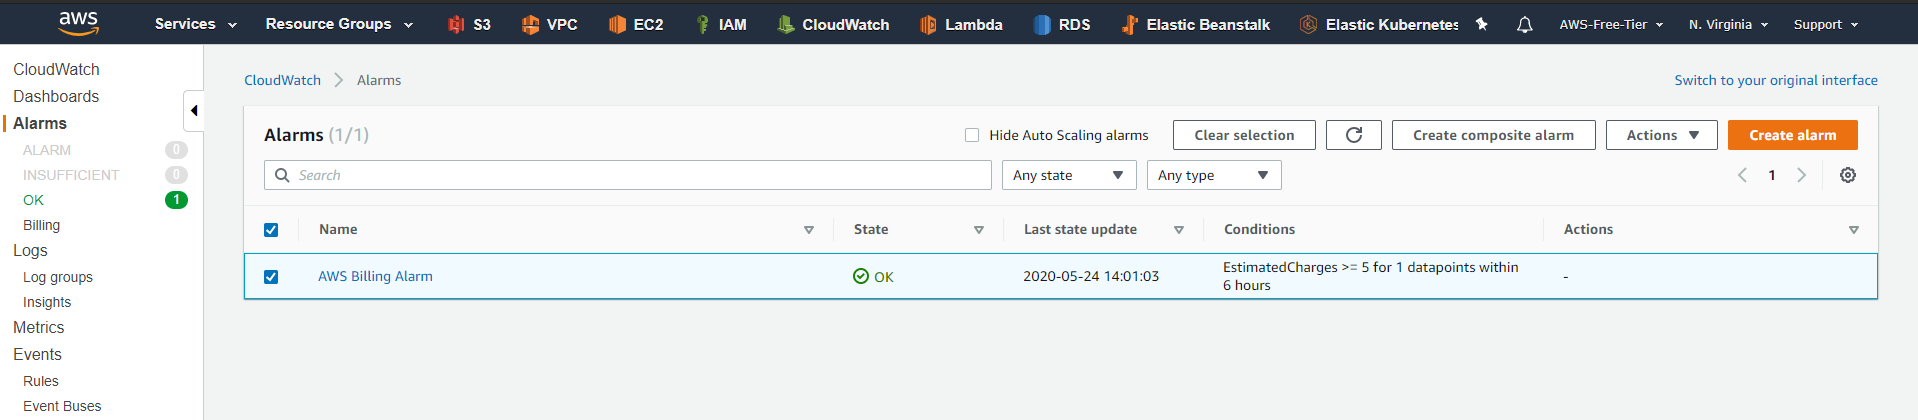 aws Services Resource Groups S3 VPC EC2 IAM CloudWatch Lambda RDS Elastic Beanstalk Elastic Kubernetes AWS-Free-Tier N. Virginia Support
CloudWatch
Dashboards
Alarms
ALARM 0
INSUFFICIENT 0
OK 1
Billing
Logs
Log groups
Insights
Metrics
Events
Rules
Event Buses
CloudWatch Alarms Switch to your original interface
Alarms (1/1) Hide Auto Scaling alarms Clear selection Create composite alarm Actions Create alarm
Search Any state Any type 1
Name State Last state update Conditions Actions
AWS Billing Alarm OK 2020-05-24 14:01:03 EstimatedCharges >= 5 for 1 datapoints within -
6 hours